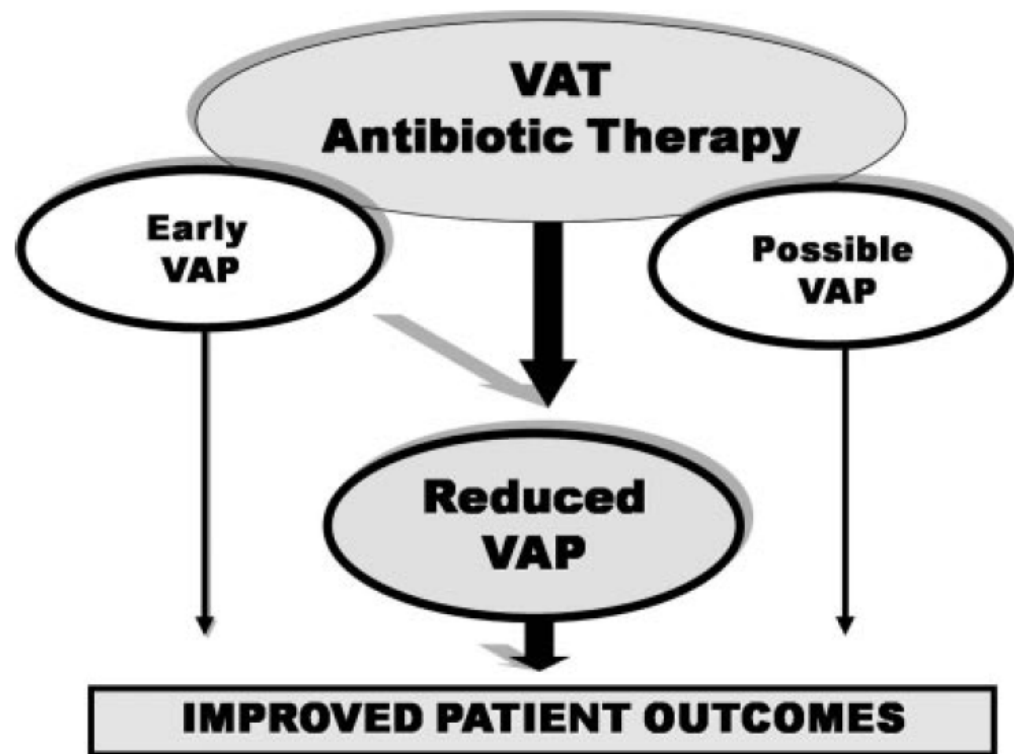 VAT
Antibiotic Therapy
Early
VAP
Possible
VAP
Reduced
VAP
IMPROVED PATIENT OUTCOMES